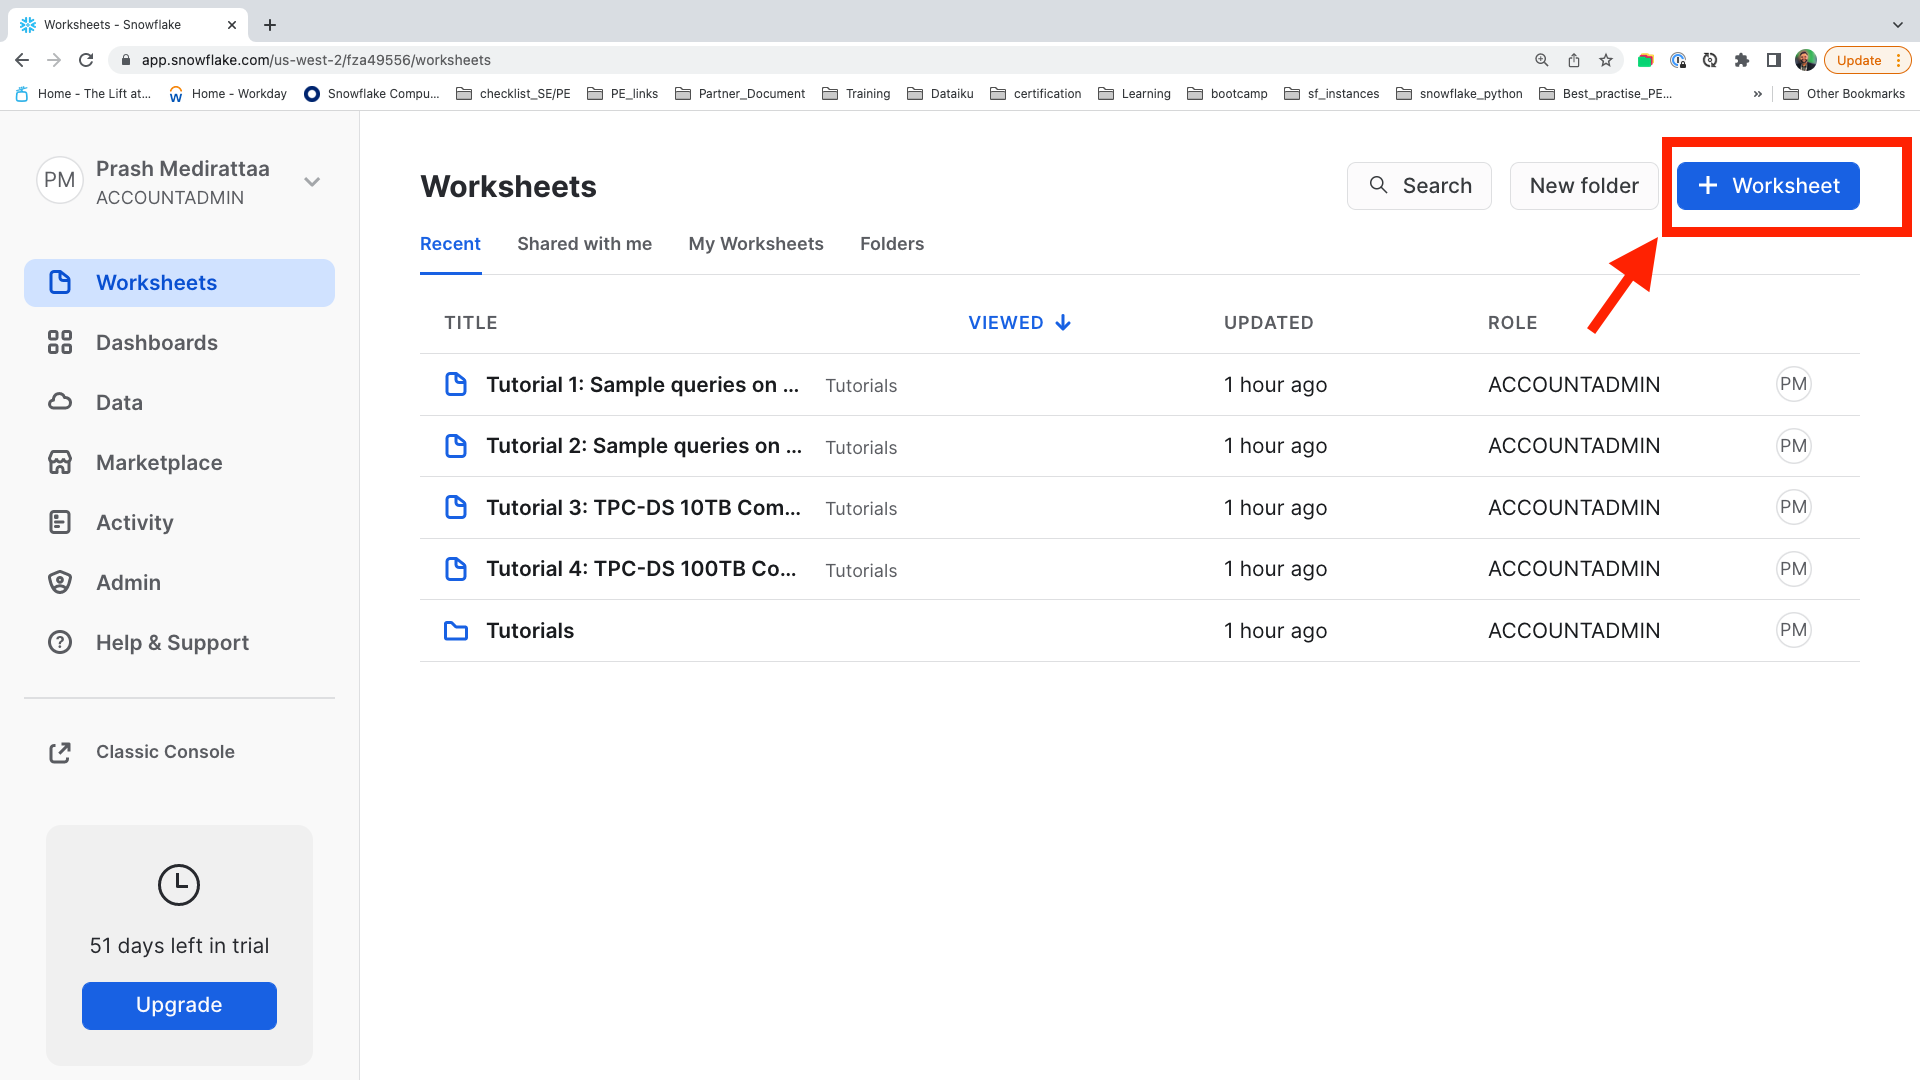 Worksheets - Snowflake
app.snowflake.com/us-west-2/fza49556/worksheets
Update
Home - The Lift at...
Home - Workday
Snowflake Compu...
checklist_SE/PE
PE_links
Partner_Document
Training
Dataiku
certification
Learning
bootcamp
sf_instances
snowflake_python
Best_practise_PE...
»
Other Bookmarks
PM
Prash Medirattaa
ACCOUNTADMIN
Worksheets
Dashboards
Data
Marketplace
Activity
Admin
Help & Support
Classic Console
51 days left in trial
Upgrade
Worksheets
Search
New folder
+ Worksheet
Recent
Shared with me
My Worksheets
Folders
TITLE VIEWED UPDATED ROLE
Tutorial 1: Sample queries on ... Tutorials 1 hour ago ACCOUNTADMIN PM
Tutorial 2: Sample queries on ... Tutorials 1 hour ago ACCOUNTADMIN PM
Tutorial 3: TPC-DS 10TB Com... Tutorials 1 hour ago ACCOUNTADMIN PM
Tutorial 4: TPC-DS 100TB Co... Tutorials 1 hour ago ACCOUNTADMIN PM
Tutorials 1 hour ago ACCOUNTADMIN PM